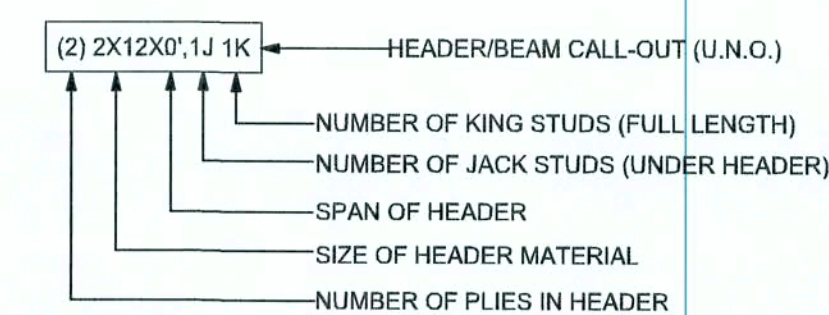 (2) 2X12X0',1J 1K
HEADER/BEAM CALL-OUT (U.N.O.)
NUMBER OF KING STUDS (FULL LENGTH)
NUMBER OF JACK STUDS (UNDER HEADER)
SPAN OF HEADER
SIZE OF HEADER MATERIAL
NUMBER OF PLIES IN HEADER